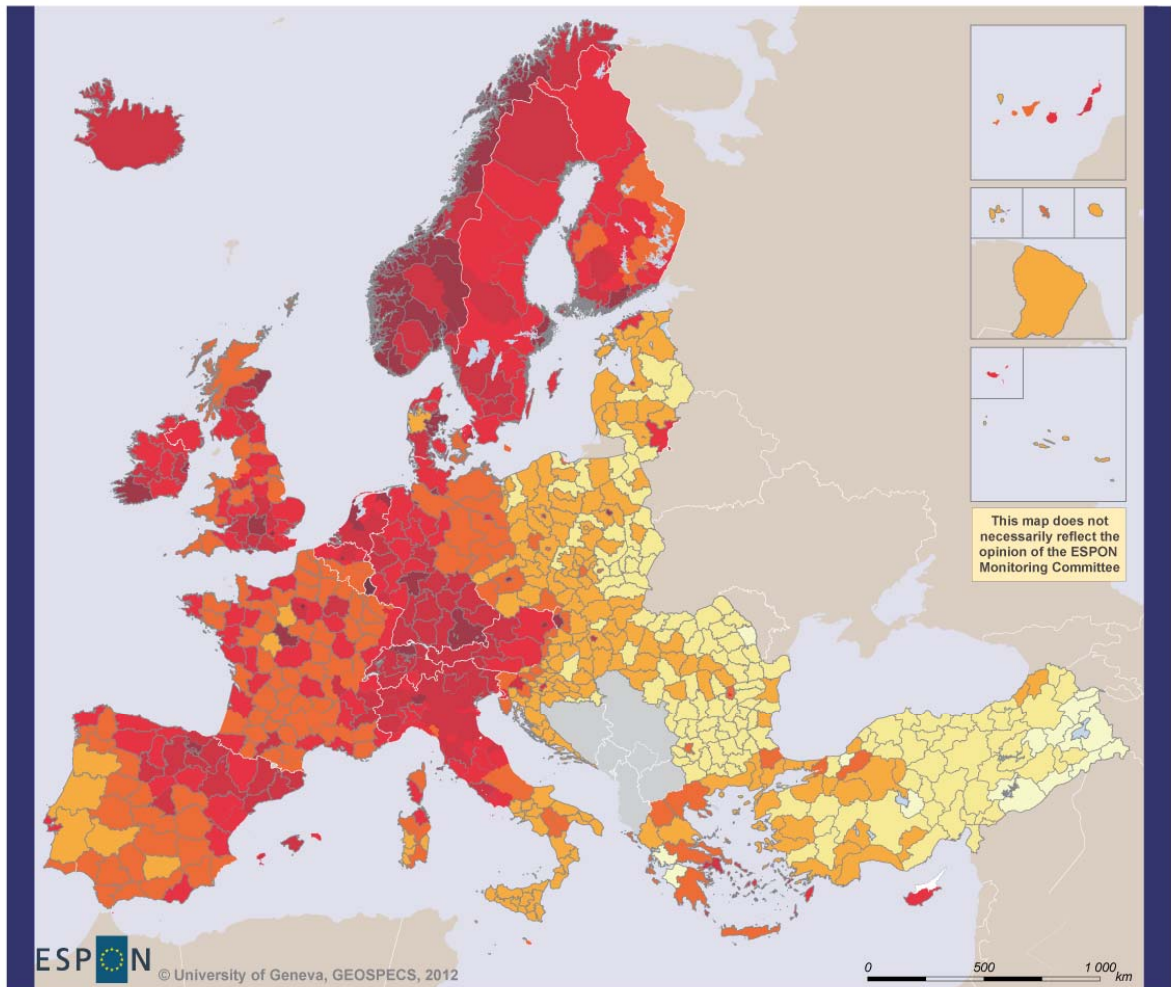 This map does not
necessarily reflect the
opinion of the ESPON
Monitoring Committee
ESPON
© University of Geneva, GEOSPECS, 2012
0 500 1 000
km